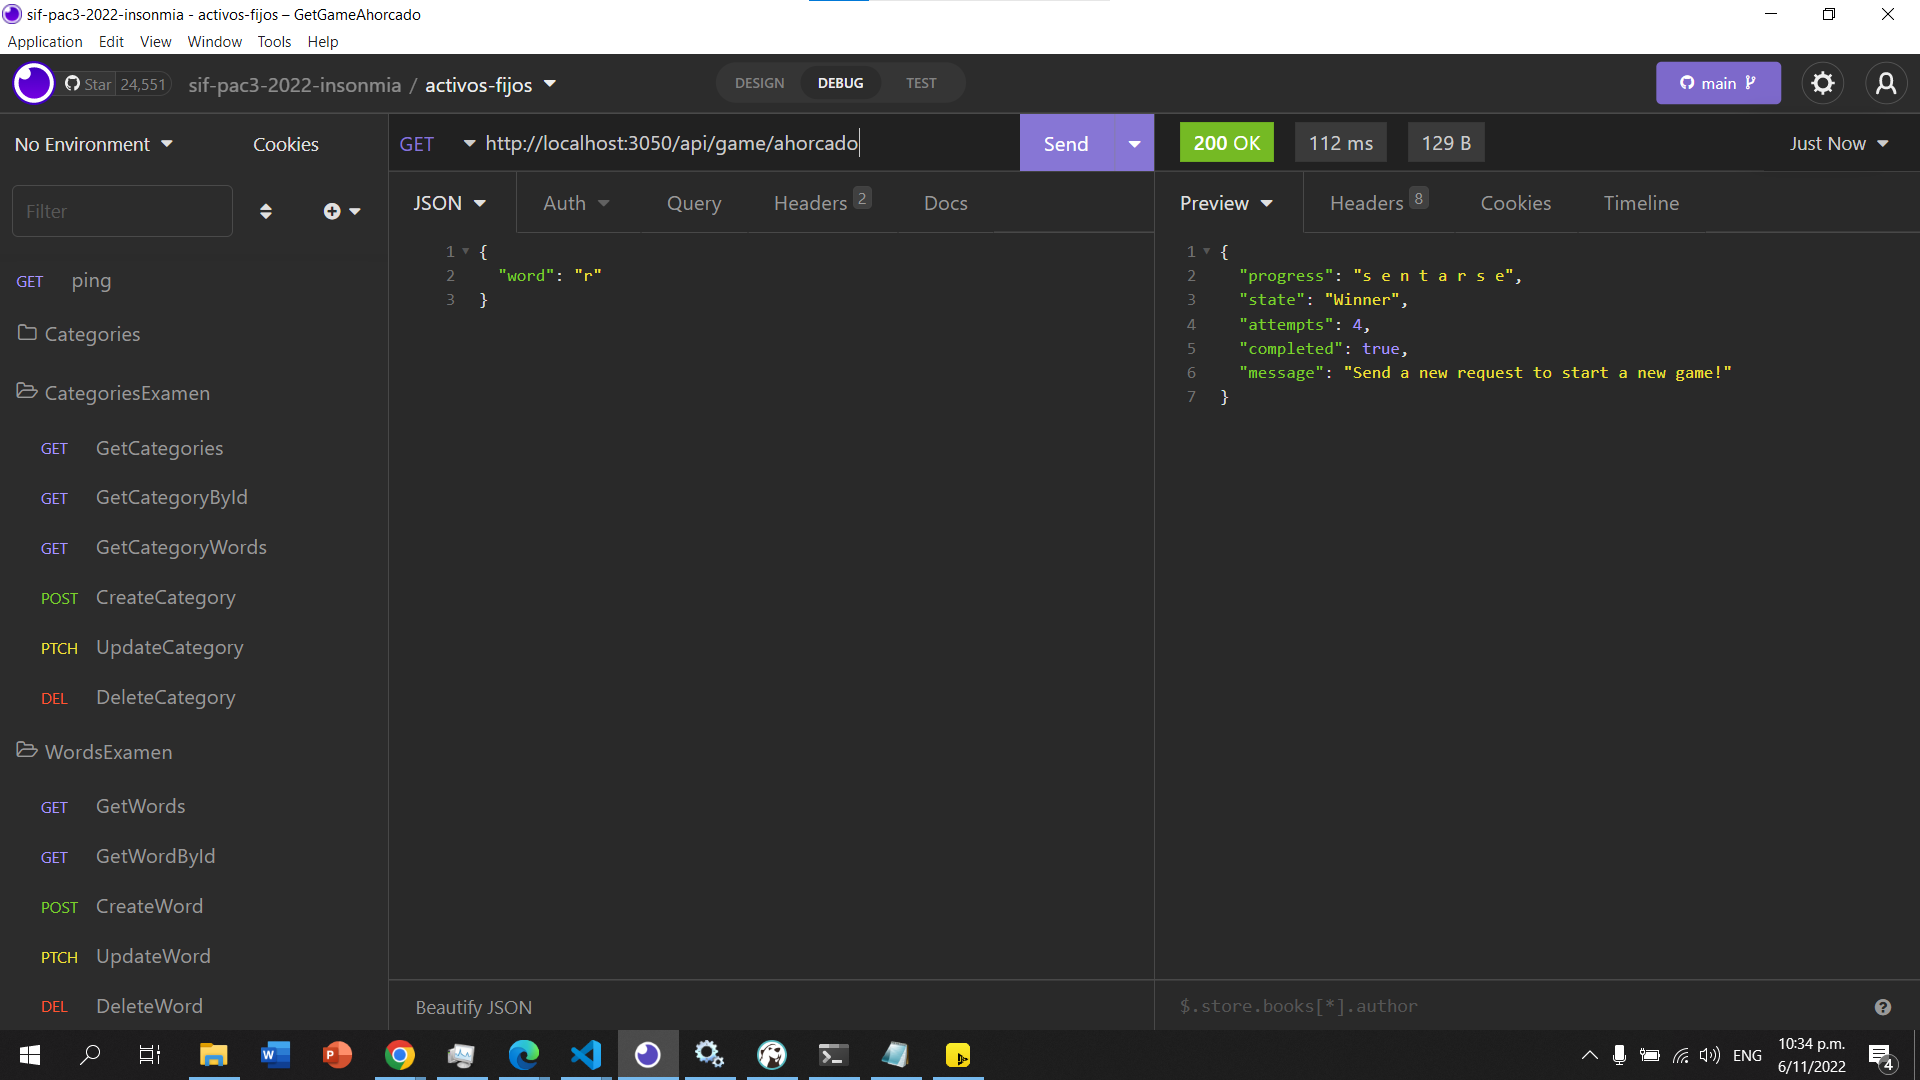 sif-pac3-2022-insonmia - activos-fijos – GetGameAhorcado
Application Edit View Window Tools Help
Star 24,551 sif-pac3-2022-insonmia / activos-fijos DESIGN DEBUG TEST main
No Environment Cookies
GET http://localhost:3050/api/game/ahorcado Send
200 OK 112 ms 129 B Just Now
Filter
JSON Auth Query Headers 2 Docs
Preview Headers 8 Cookies Timeline
GET ping
Categories
CategoriesExamen
GET GetCategories
GET GetCategoryById
GET GetCategoryWords
POST CreateCategory
PTCH UpdateCategory
DEL DeleteCategory
WordsExamen
GET GetWords
GET GetWordById
POST CreateWord
PTCH UpdateWord
DEL DeleteWord
1 {
2 "word": "r"
3 }
Beautify JSON
1 {
2 "progress": "s e n t a r s e",
3 "state": "Winner",
4 "attempts": 4,
5 "completed": true,
6 "message": "Send a new request to start a new game!"
7 }
$.store.books[*].author
ENG
10:34 p.m.
6/11/2022
4